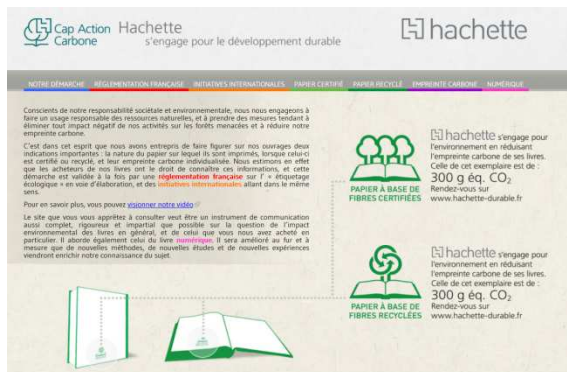 Cap Action
Carbone
Hachette
s'engage pour le développement durable
hachette
NOTRE DÉMARCHE RÉGLEMENTATION FRANÇAISE INITIATIVES INTERNATIONALES PAPIER CERTIFIÉ PAPIER RECYCLÉ EMPREINTE CARBONE NUMÉRIQUE
Conscients de notre responsabilité sociétale et environnementale, nous nous engageons à
faire un usage responsable des ressources naturelles, et à prendre des mesures tendant à
éliminer tout impact négatif de nos activités sur les forêts menacées et à réduire notre
empreinte carbone.
C'est dans cet esprit que nous avons entrepris de faire figurer sur nos ouvrages deux
indications importantes : la nature du papier sur lequel ils sont imprimés, lorsque celui-ci
est certifié ou recyclé, et leur empreinte carbone individualisée. Nous estimons en effet
que les acheteurs de nos livres ont le droit de connaître ces informations, et cette
démarche est validée à la fois par une réglementation française sur l' « étiquetage
écologique » en voie d'élaboration, et des initiatives internationales allant dans le même
sens.
Pour en savoir plus, vous pouvez visionner notre vidéo
Le site que vous vous apprêtez à consulter veut être un instrument de communication
aussi complet, rigoureux et impartial que possible sur la question de l'impact
environnemental des livres en général, et de celui que vous nous avez acheté en
particulier. Il aborde également celui du livre numérique. Il sera amélioré au fur et à
mesure que de nouvelles méthodes, de nouvelles études et de nouvelles expériences
viendront enrichir notre connaissance du sujet.
PAPIER À BASE DE
FIBRES CERTIFIÉES
hachette s'engage pour
l'environnement en réduisant
l'empreinte carbone de ses livres.
Celle de cet exemplaire est de :
300 g éq. CO₂
Rendez-vous sur
www.hachette-durable.fr
PAPIER À BASE DE
FIBRES RECYCLÉES
hachette s'engage pour
l'environnement en réduisant
l'empreinte carbone de ses livres.
Celle de cet exemplaire est de :
300 g éq. CO₂
Rendez-vous sur
www.hachette-durable.fr